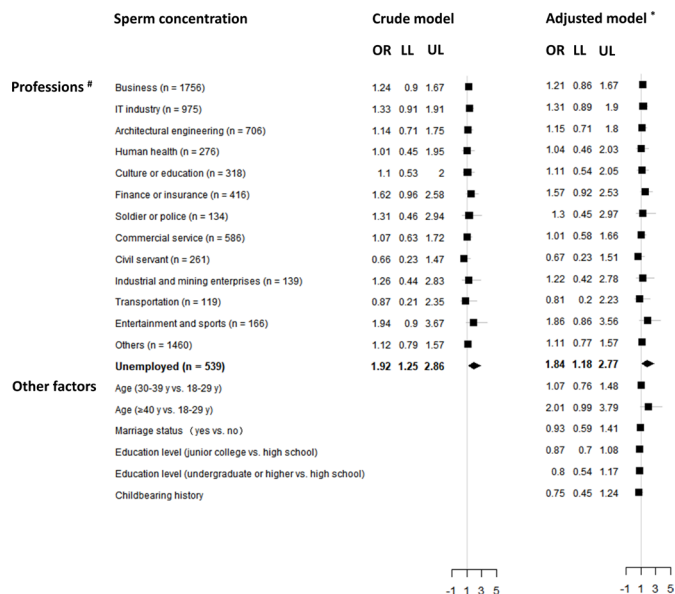 Sperm concentration Crude model Adjusted model *
OR LL UL OR LL UL
Professions #
Business (n = 1756) 1.24 0.9 1.67 1.21 0.86 1.67
IT industry (n = 975) 1.33 0.91 1.91 1.31 0.89 1.9
Architectural engineering (n = 706) 1.14 0.71 1.75 1.15 0.71 1.8
Human health (n = 276) 1.01 0.45 1.95 1.04 0.46 2.03
Culture or education (n = 318) 1.1 0.53 2 1.11 0.54 2.05
Finance or insurance (n = 416) 1.62 0.96 2.58 1.57 0.92 2.53
Soldier or police (n = 134) 1.31 0.46 2.94 1.3 0.45 2.97
Commercial service (n = 586) 1.07 0.63 1.72 1.01 0.58 1.66
Civil servant (n = 261) 0.66 0.23 1.47 0.67 0.23 1.51
Industrial and mining enterprises (n = 139) 1.26 0.44 2.83 1.22 0.42 2.78
Transportation (n = 119) 0.87 0.21 2.35 0.81 0.2 2.23
Entertainment and sports (n = 166) 1.94 0.9 3.67 1.86 0.86 3.56
Others (n = 1460) 1.12 0.79 1.57 1.11 0.77 1.57
Unemployed (n = 539) 1.92 1.25 2.86 1.84 1.18 2.77
Other factors
Age (30-39 y vs. 18-29 y) 1.07 0.76 1.48
Age (≥40 y vs. 18-29 y) 2.01 0.99 3.79
Marriage status (yes vs. no) 0.93 0.59 1.41
Education level (junior college vs. high school) 0.87 0.7 1.08
Education level (undergraduate or higher vs. high school) 0.8 0.54 1.17
Childbearing history 0.75 0.45 1.24
-1 1 3 5 -1 1 3 5